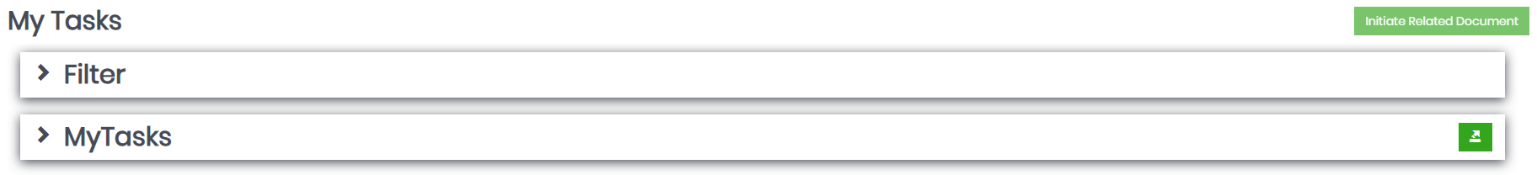 My Tasks
Initiate Related Document
Filter
MyTasks